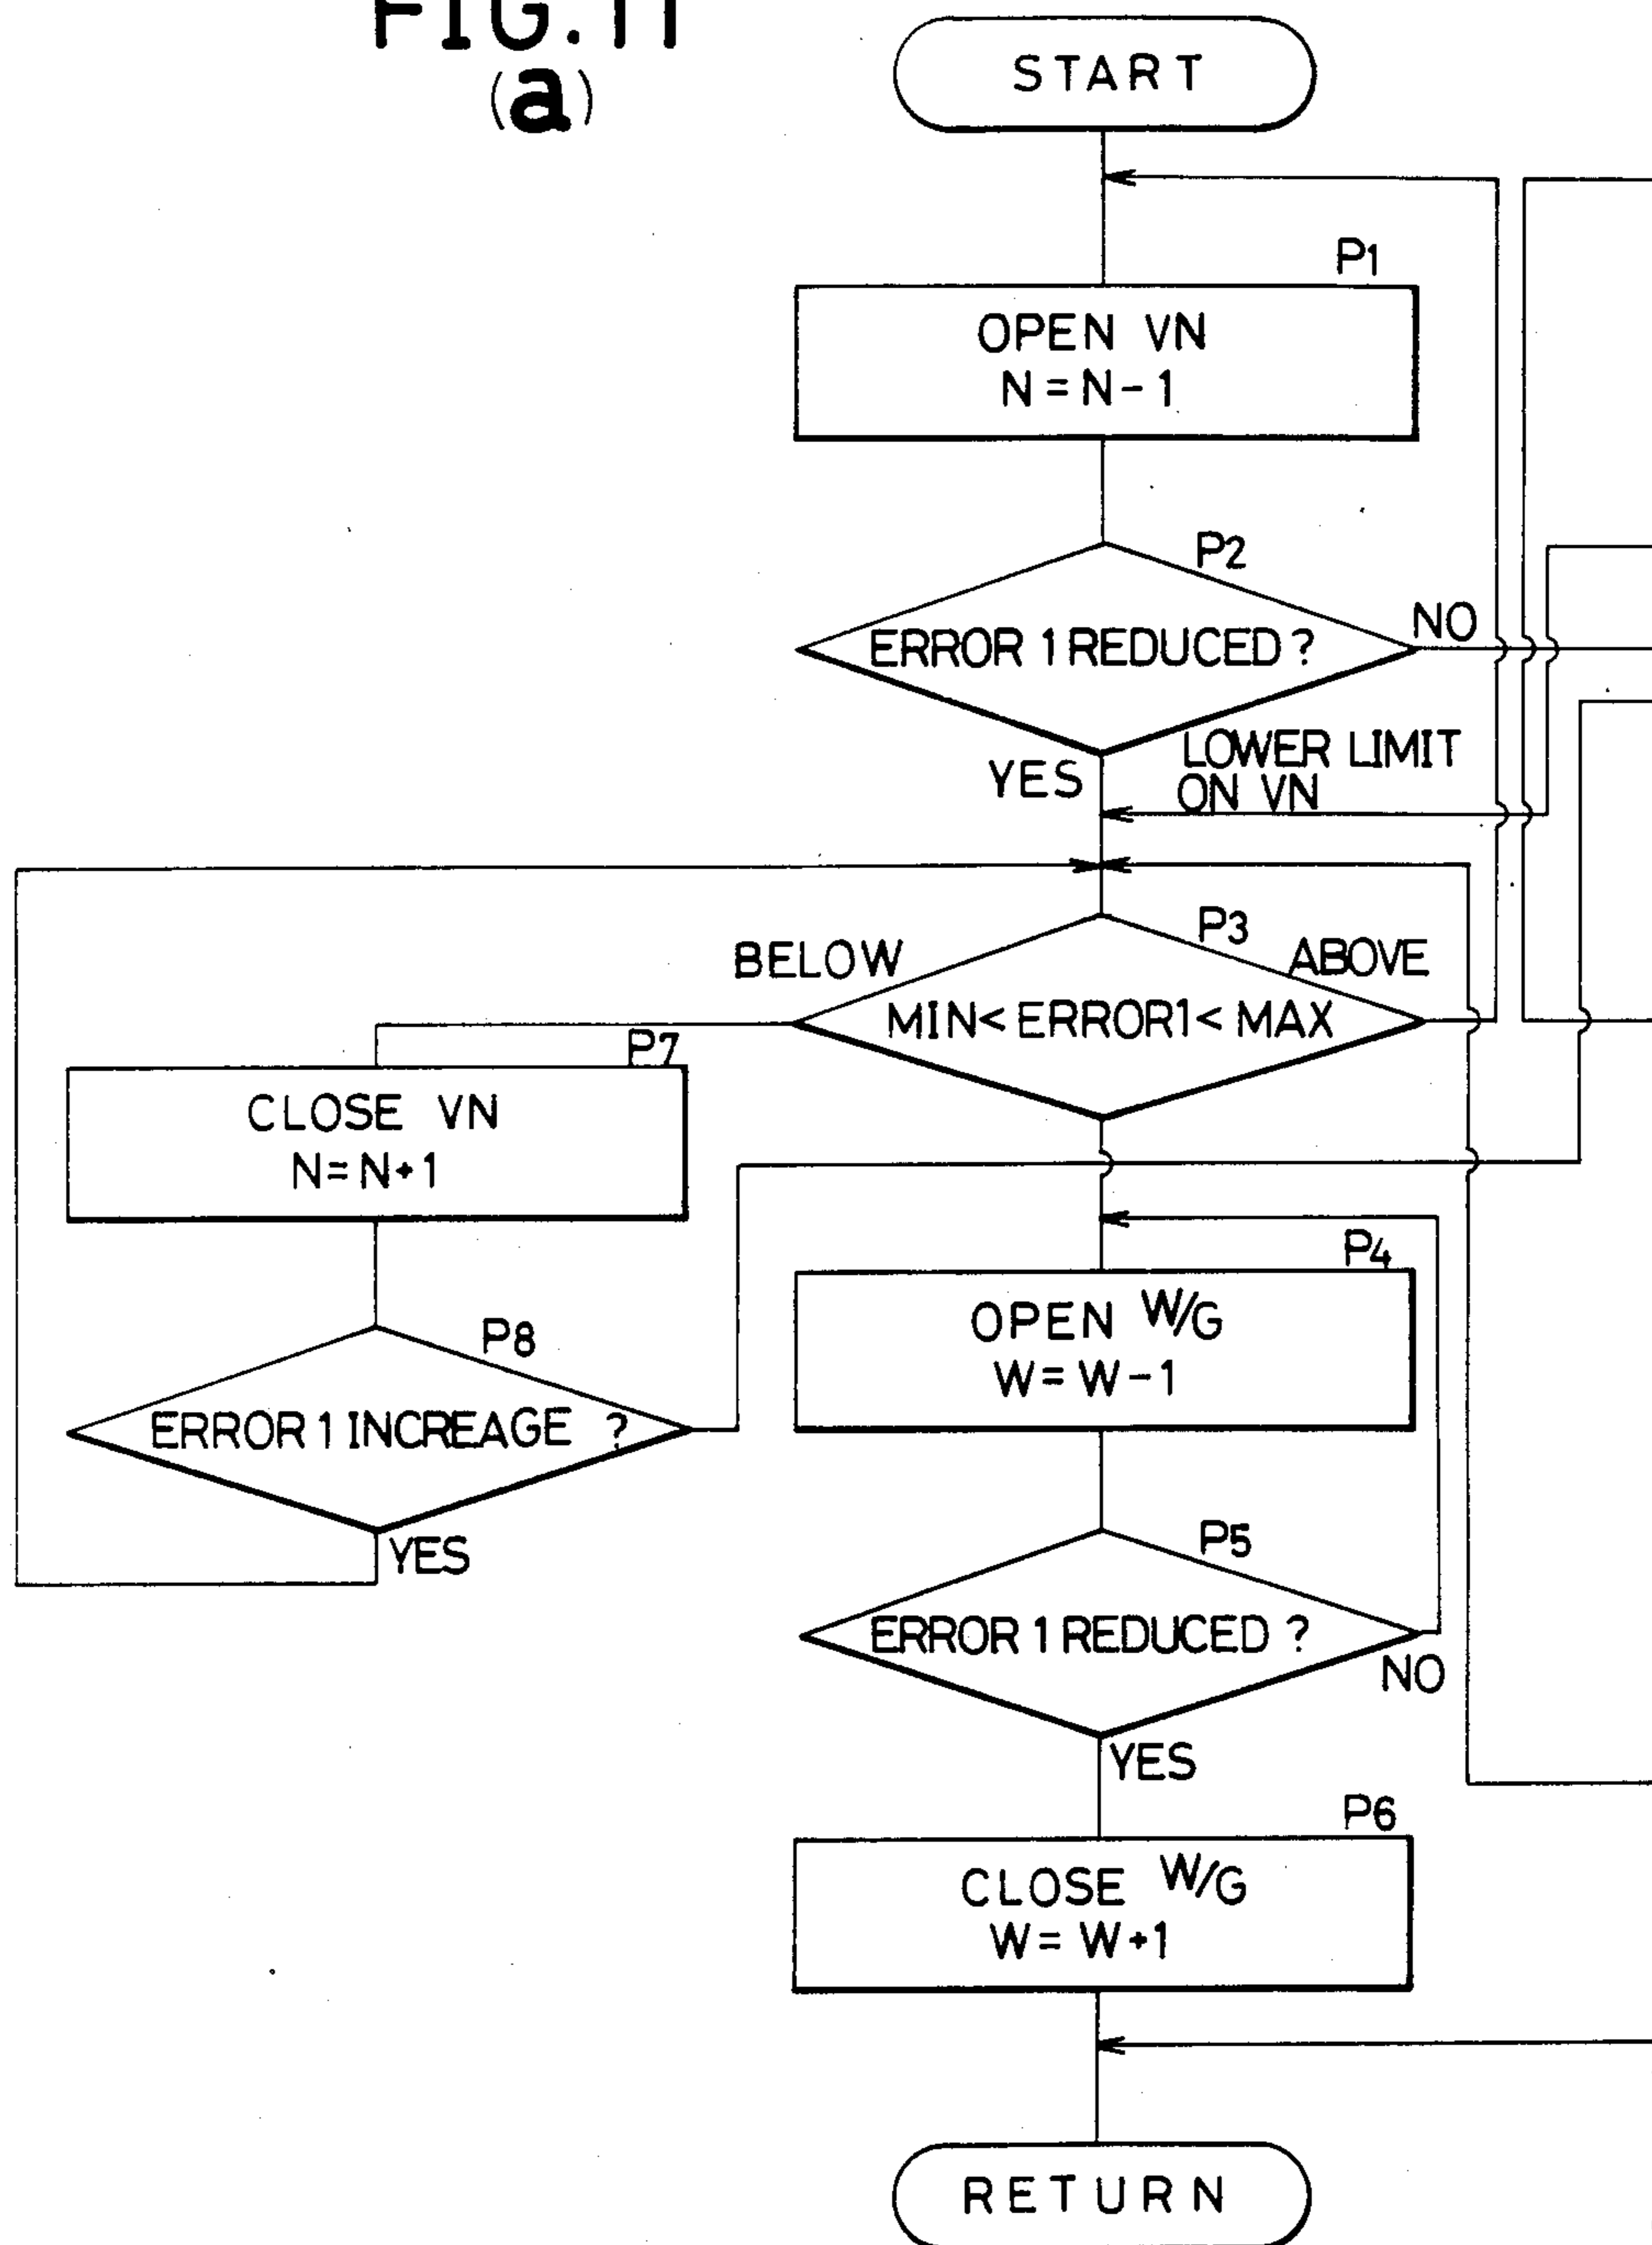 FIG. 11
(a)
START
P1
OPEN VN
N = N - 1
P2
ERROR 1 REDUCED ?
NO
YES
LOWER LIMIT
ON VN
P3
BELOW
ABOVE
MIN < ERROR1 < MAX
P7
CLOSE VN
N = N + 1
P4
OPEN W/G
W = W - 1
P8
ERROR 1 INCREAGE ?
YES
P5
ERROR 1 REDUCED ?
NO
YES
P6
CLOSE W/G
W = W + 1
RETURN